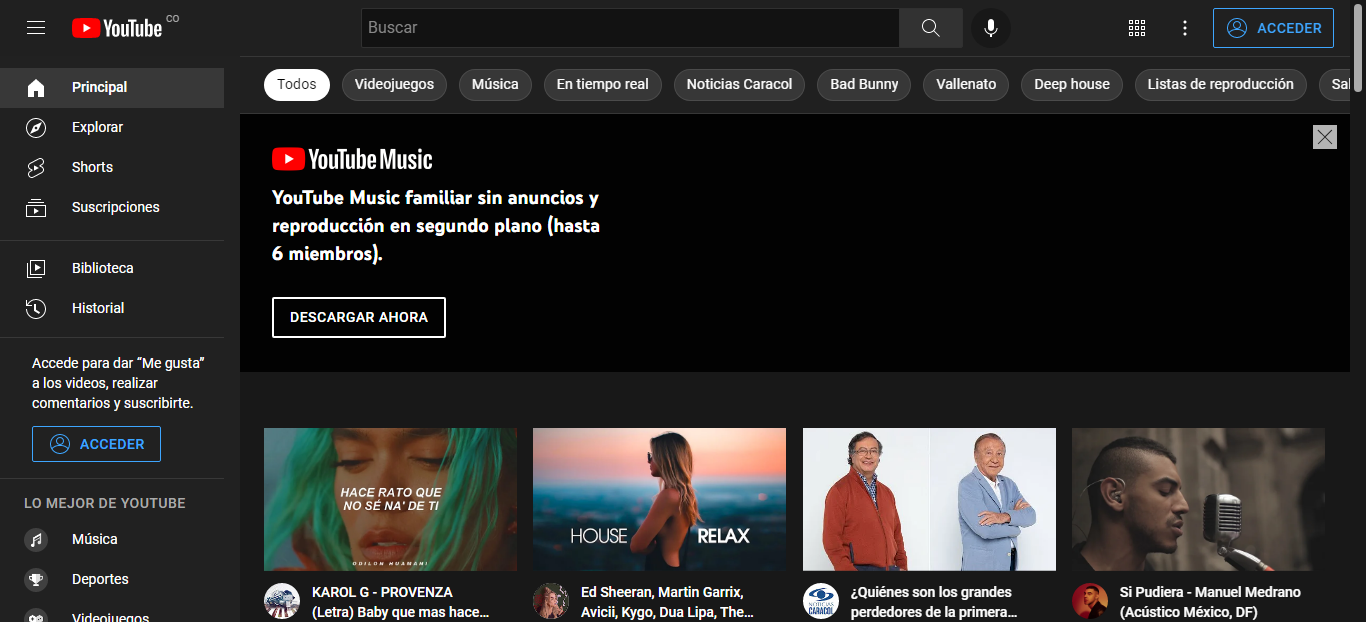 YouTube CO
Buscar
ACCEDER
Principal
Explorar
Shorts
Suscripciones
Biblioteca
Historial
Accede para dar “Me gusta”
a los videos, realizar
comentarios y suscribirte.
ACCEDER
LO MEJOR DE YOUTUBE
Música
Deportes
Videojuegos
Todos
Videojuegos
Música
En tiempo real
Noticias Caracol
Bad Bunny
Vallenato
Deep house
Listas de reproducción
Sal
YouTube Music
YouTube Music familiar sin anuncios y
reproducción en segundo plano (hasta
6 miembros).
DESCARGAR AHORA
HACE RATO QUE
NO SÉ NA' DE TI
ODILON HUAMANI
KAROL G - PROVENZA
(Letra) Baby que mas hace...
HOUSE RELAX
Ed Sheeran, Martin Garrix,
Avicii, Kygo, Dua Lipa, The...
NOTICIAS
CARACOL
¿Quiénes son los grandes
perdedores de la primera...
Si Pudiera - Manuel Medrano
(Acústico México, DF)